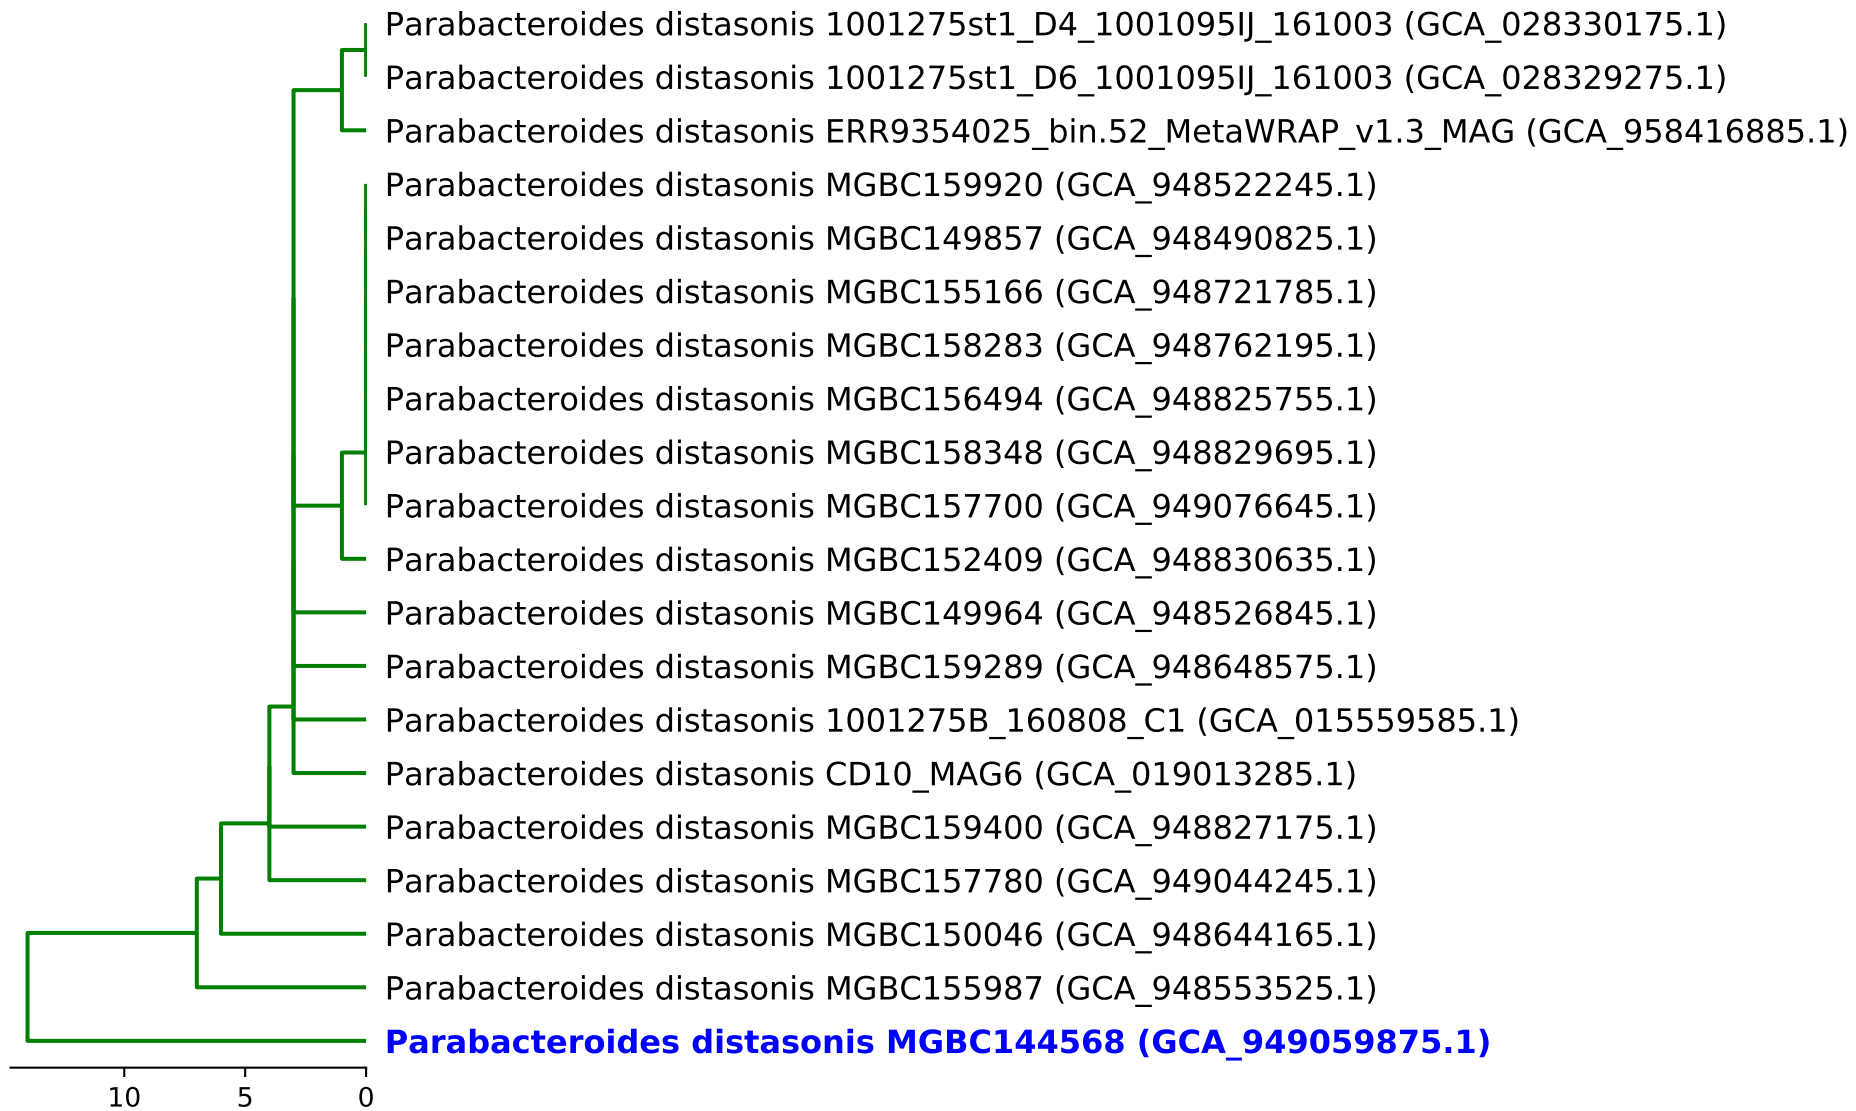 Parabacteroides distasonis 1001275st1_D4_1001095IJ_161003 (GCA_028330175.1)
Parabacteroides distasonis 1001275st1_D6_1001095IJ_161003 (GCA_028329275.1)
Parabacteroides distasonis ERR9354025_bin.52_MetaWRAP_v1.3_MAG (GCA_958416885.1)
Parabacteroides distasonis MGBC159920 (GCA_948522245.1)
Parabacteroides distasonis MGBC149857 (GCA_948490825.1)
Parabacteroides distasonis MGBC155166 (GCA_948721785.1)
Parabacteroides distasonis MGBC158283 (GCA_948762195.1)
Parabacteroides distasonis MGBC156494 (GCA_948825755.1)
Parabacteroides distasonis MGBC158348 (GCA_948829695.1)
Parabacteroides distasonis MGBC157700 (GCA_949076645.1)
Parabacteroides distasonis MGBC152409 (GCA_948830635.1)
Parabacteroides distasonis MGBC149964 (GCA_948526845.1)
Parabacteroides distasonis MGBC159289 (GCA_948648575.1)
Parabacteroides distasonis 1001275B_160808_C1 (GCA_015559585.1)
Parabacteroides distasonis CD10_MAG6 (GCA_019013285.1)
Parabacteroides distasonis MGBC159400 (GCA_948827175.1)
Parabacteroides distasonis MGBC157780 (GCA_949044245.1)
Parabacteroides distasonis MGBC150046 (GCA_948644165.1)
Parabacteroides distasonis MGBC155987 (GCA_948553525.1)
Parabacteroides distasonis MGBC144568 (GCA_949059875.1)
10 5 0